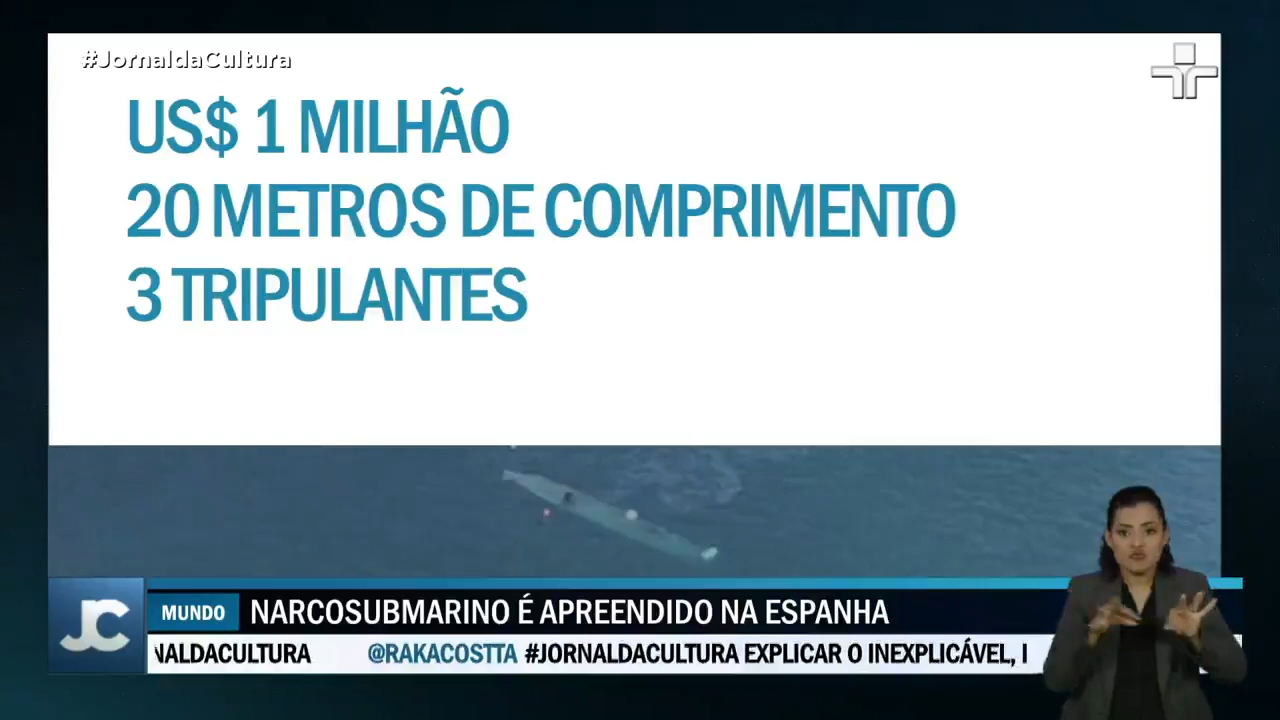 #JornaldaCultura
US$ 1 MILHÃO
20 METROS DE COMPRIMENTO
3 TRIPULANTES
JC
MUNDO
NARCOSUBMARINO É APREENDIDO NA ESPANHA
NALDACULTURA @RAKACOSTTA #JORNALDACULTURA EXPLICAR O INEXPLICÁVEL, I